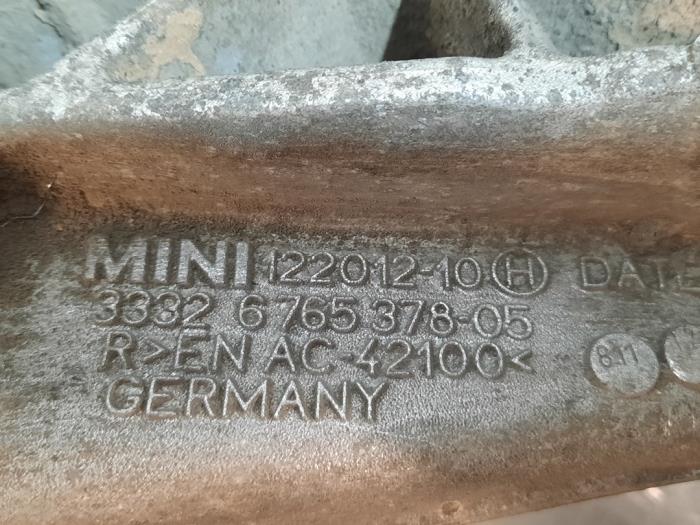 MINI 122012-10 H DATE
3332 6 765 378-05
R>EN AC-42100<
GERMANY